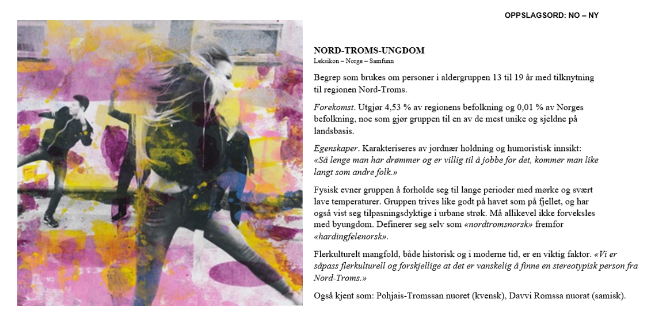 OPPSLAGSORD: NO – NY
NORD-TROMS-UNGDOM
Leksikon – Norge – Samfunn
Begrep som brukes om personer i aldergruppen 13 til 19 år med tilknytning
til regionen Nord-Troms.
Forekomst. Utgjør 4,53 % av regionens befolkning og 0,01 % av Norges
befolkning, noe som gjør gruppen til en av de mest unike og sjeldne på
landsbasis.
Egenskaper. Karakteriseres av jordnær holdning og humoristisk innsikt:
«Så lenge man har drømmer og er villig til å jobbe for det, kommer man like
langt som andre folk.»
Fysisk evner gruppen å forholde seg til lange perioder med mørke og svært
lave temperaturer. Gruppen trives like godt på havet som på fjellet, og har
også vist seg tilpasningsdyktige i urbane strøk. Må allikevel ikke forveksles
med byungdom. Definerer seg selv som «nordtromsnorsk» fremfor
«hardingfelenorsk».
Flerkulturelt mangfold, både historisk og i moderne tid, er en viktig faktor. «Vi er
såpass flerkulturell og forskjellige at det er vanskelig å finne en stereotypisk person fra
Nord-Troms.»
Også kjent som: Pohjais-Tromssan nuoret (kvensk), Davvi Romssa nuorat (samisk).